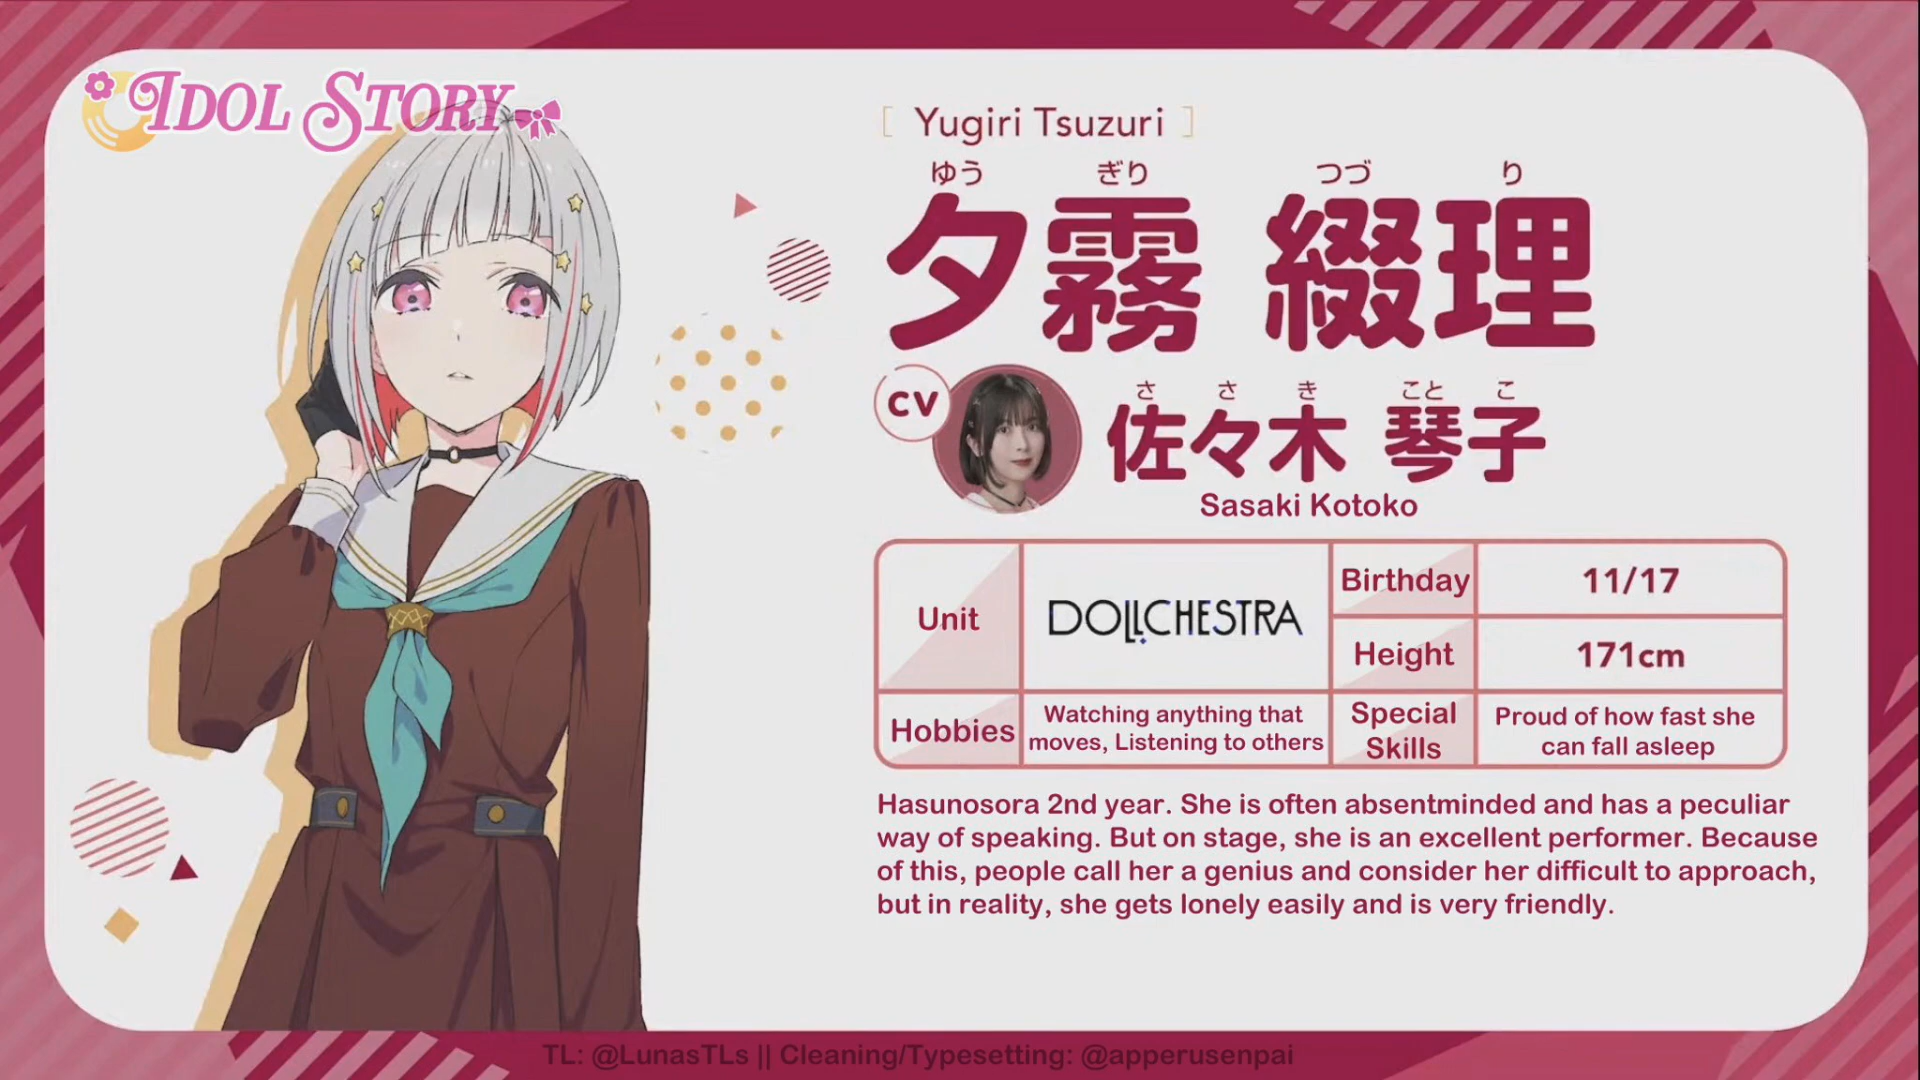 IDOL STORY
[ Yugiri Tsuzuri ]
ゆう ぎり つづ り
夕霧 綴理
CV
さ さ き こと こ
佐々木 琴子
Sasaki Kotoko
Unit
DOLLCHESTRA
Birthday
11/17
Height
171cm
Hobbies
Watching anything that
moves, Listening to others
Special
Skills
Proud of how fast she
can fall asleep
Hasunosora 2nd year. She is often absentminded and has a peculiar
way of speaking. But on stage, she is an excellent performer. Because
of this, people call her a genius and consider her difficult to approach,
but in reality, she gets lonely easily and is very friendly.
TL: @LunasTLs || Cleaning/Typesetting: @apperusenpai